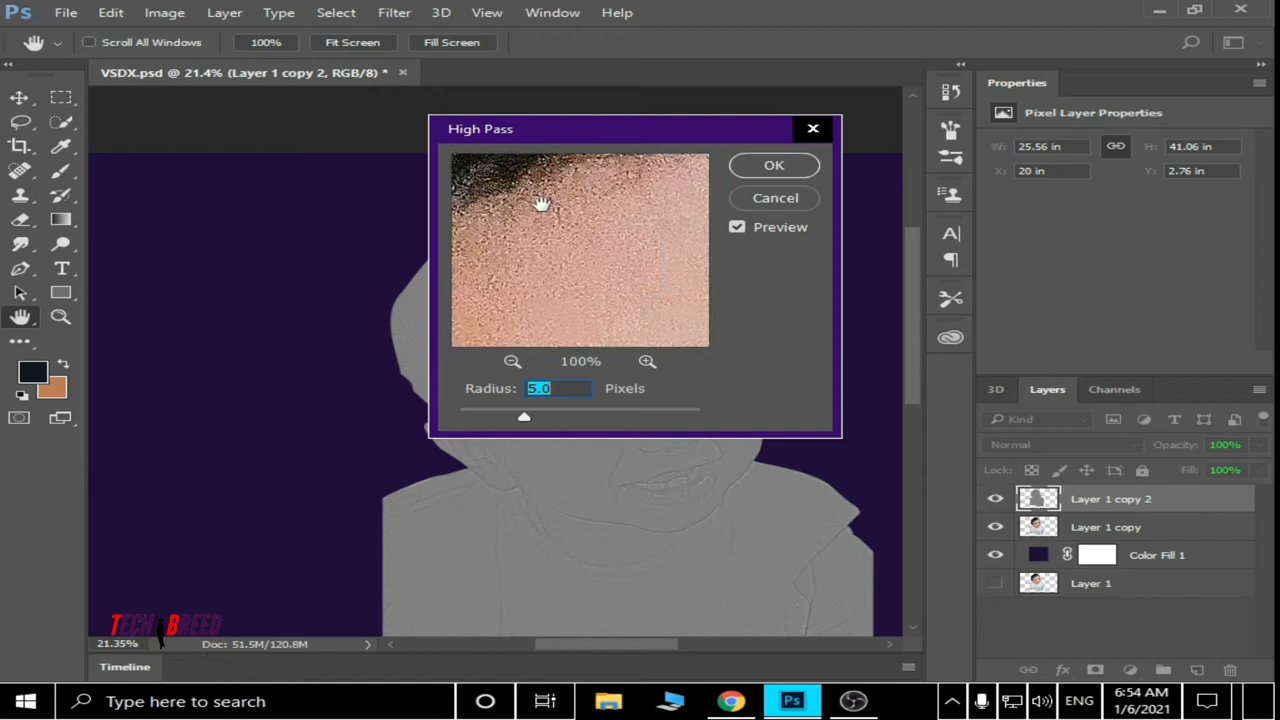 Ps File Edit Image Layer Type Select Filter 3D View Window Help
Scroll All Windows 100% Fit Screen Fill Screen
VSDX.psd @ 21.4% (Layer 1 copy 2, RGB/8) *
Properties
Pixel Layer Properties
W: 25.56 in H: 41.06 in
X: 20 in Y: 2.76 in
High Pass
OK
Cancel
Preview
100%
Radius: 5.0 Pixels
3D Layers Channels
Kind
Normal Opacity: 100%
Lock: Fill: 100%
Layer 1 copy 2
Layer 1 copy
Color Fill 1
Layer 1
TECH BREED
21.35% Doc: 51.5M/120.8M
Timeline
Type here to search
Ps
ENG
6:54 AM
1/6/2021